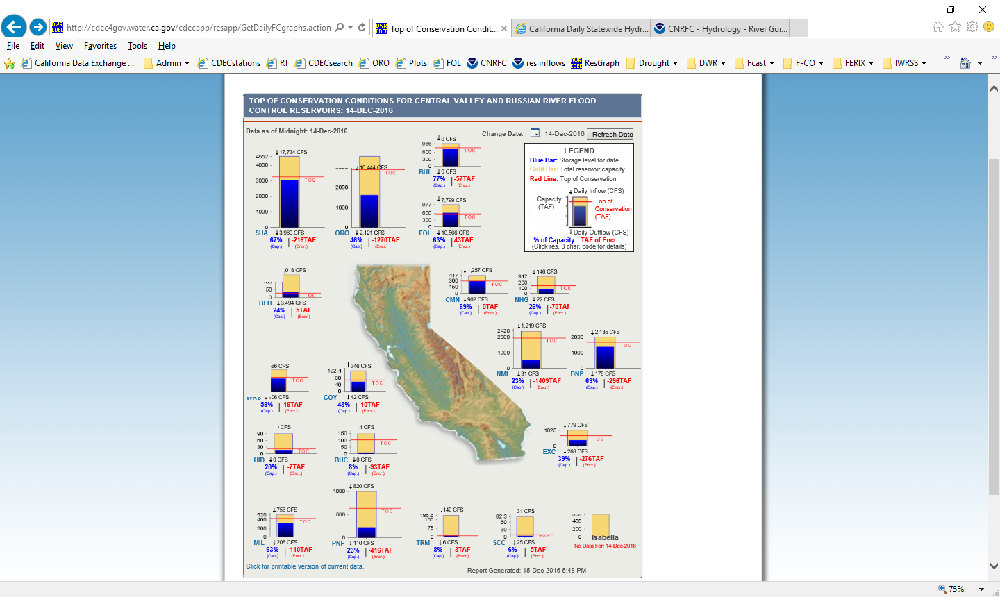 http://cdec4gov.water.ca.gov/cdecapp/resapp/GetDailyFCgraphs.action
Top of Conservation Condit...
California Daily Statewide Hydr...
CNRFC - Hydrology - River Gui...
File Edit View Favorites Tools Help
California Data Exchange ... Admin CDECstations RT CDECsearch ORO Plots FOL CNRFC res inflows ResGraph Drought DWR Fcast F-CO FERIX IWRSS
TOP OF CONSERVATION CONDITIONS FOR CENTRAL VALLEY AND RUSSIAN RIVER FLOOD
CONTROL RESERVOIRS: 14-DEC-2016
Data as of Midnight: 14-Dec-2016
Change Date: 14-Dec-2016 Refresh Data
LEGEND
Blue Bar: Storage level for date
Gold Bar: Total reservoir capacity
Red Line: Top of Conservation
Daily Inflow (CFS)
Capacity
(TAF)
Top of
Conservation
(TAF)
Daily Outflow (CFS)
% of Capacity | TAF of Encr.
(Click res. 3 char. code for details)
17,734 CFS
4552
4000
3000
2000
1000
0
TOC
SHA 3,960 CFS
67% | -216TAF
(Cap.) (Encr.)
10,444 CFS
TOC
2000
1000
0
ORO 2,121 CFS
46% | -1270TAF
(Cap.) (Encr.)
0 CFS
966
600
300
0
TOC
BUL 0 CFS
77% | -57TAF
(Cap.) (Encr.)
7,799 CFS
977
600
300
0
TOC
FOL 10,566 CFS
63% | 43TAF
(Cap.) (Encr.)
018 CFS
50
0
TOC
BLB 3,494 CFS
24% | 5TAF
(Cap.) (Encr.)
,257 CFS
417
300
150
0
TOC
CMN 902 CFS
69% | 0TAF
(Cap.) (Encr.)
146 CFS
317
200
100
0
TOC
NHG 22 CFS
26% | -70TAF
(Cap.) (Encr.)
1,219 CFS
2420
2000
1000
0
TOC
NML 31 CFS
23% | -1409TAF
(Cap.) (Encr.)
2,135 CFS
2030
1000
0
TOC
DNP 178 CFS
69% | -296TAF
(Cap.) (Encr.)
86 CFS
TOC
06 CFS
59% | -19TAF
(Cap.) (Encr.)
346 CFS
122.4
80
40
0
TOC
COY 42 CFS
48% | -10TAF
(Cap.) (Encr.)
CFS
90
60
30
0
TOC
HID 0 CFS
20% | -7TAF
(Cap.) (Encr.)
4 CFS
150
100
50
0
TOC
BUC 0 CFS
8% | -93TAF
(Cap.) (Encr.)
779 CFS
1025
0
TOC
EXC 268 CFS
39% | -276TAF
(Cap.) (Encr.)
758 CFS
520
400
200
0
TOC
MIL 208 CFS
63% | -110TAF
(Cap.) (Encr.)
820 CFS
1000
500
0
TOC
PNF 110 CFS
23% | -416TAF
(Cap.) (Encr.)
140 CFS
185.6
150
75
0
TRM 6 CFS
8% | 3TAF
(Cap.) (Encr.)
31 CFS
82.3
60
30
0
SCC 25 CFS
6% | -5TAF
(Cap.) (Encr.)
568
400
200
0
Isabella
No Data For: 14-Dec-2016
Click for printable version of current data.
Report Generated: 15-Dec-2016 5:48 PM
75%